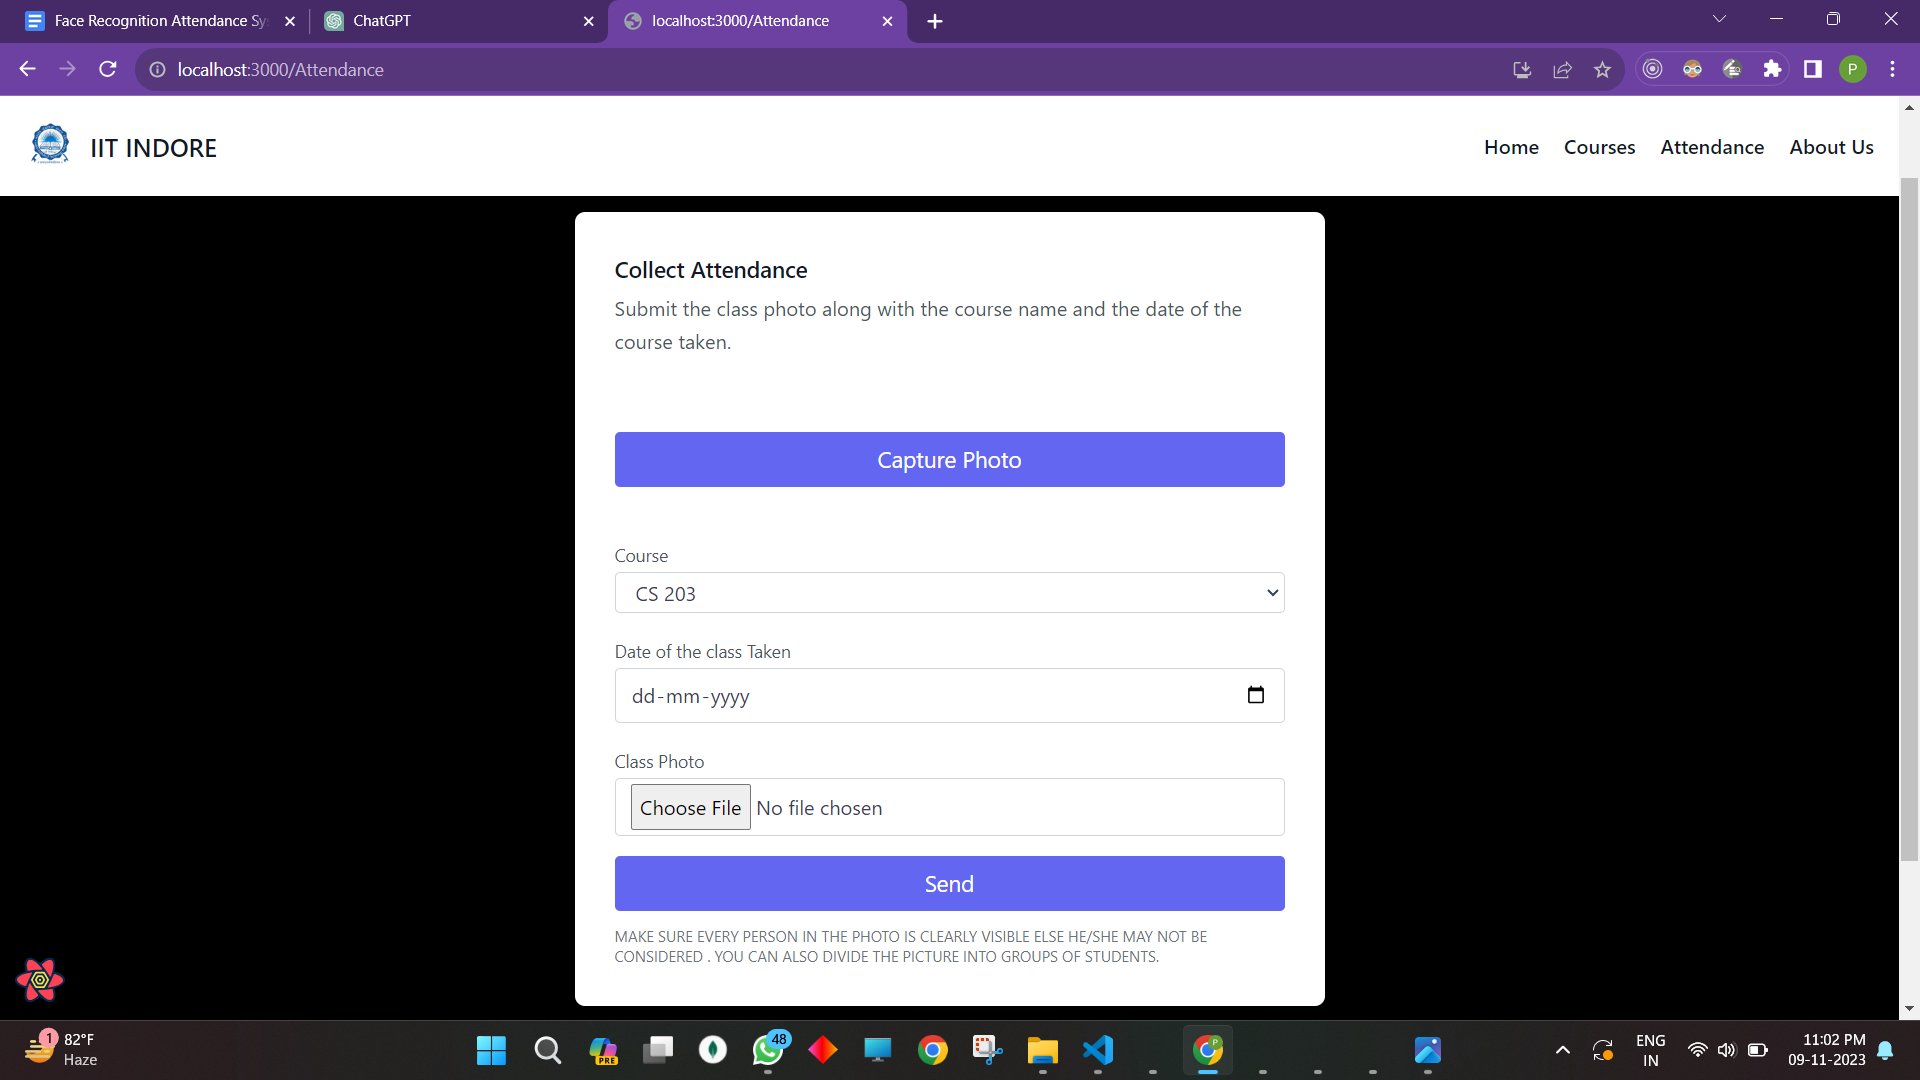 Face Recognition Attendance Sy
ChatGPT
localhost:3000/Attendance
localhost:3000/Attendance
P
IIT INDORE
Home Courses Attendance About Us
Collect Attendance
Submit the class photo along with the course name and the date of the
course taken.
Capture Photo
Course
CS 203
Date of the class Taken
dd-mm-yyyy
Class Photo
Choose File No file chosen
Send
MAKE SURE EVERY PERSON IN THE PHOTO IS CLEARLY VISIBLE ELSE HE/SHE MAY NOT BE
CONSIDERED . YOU CAN ALSO DIVIDE THE PICTURE INTO GROUPS OF STUDENTS.
1
82°F
Haze
PRE
48
P
ENG
IN
11:02 PM
09-11-2023